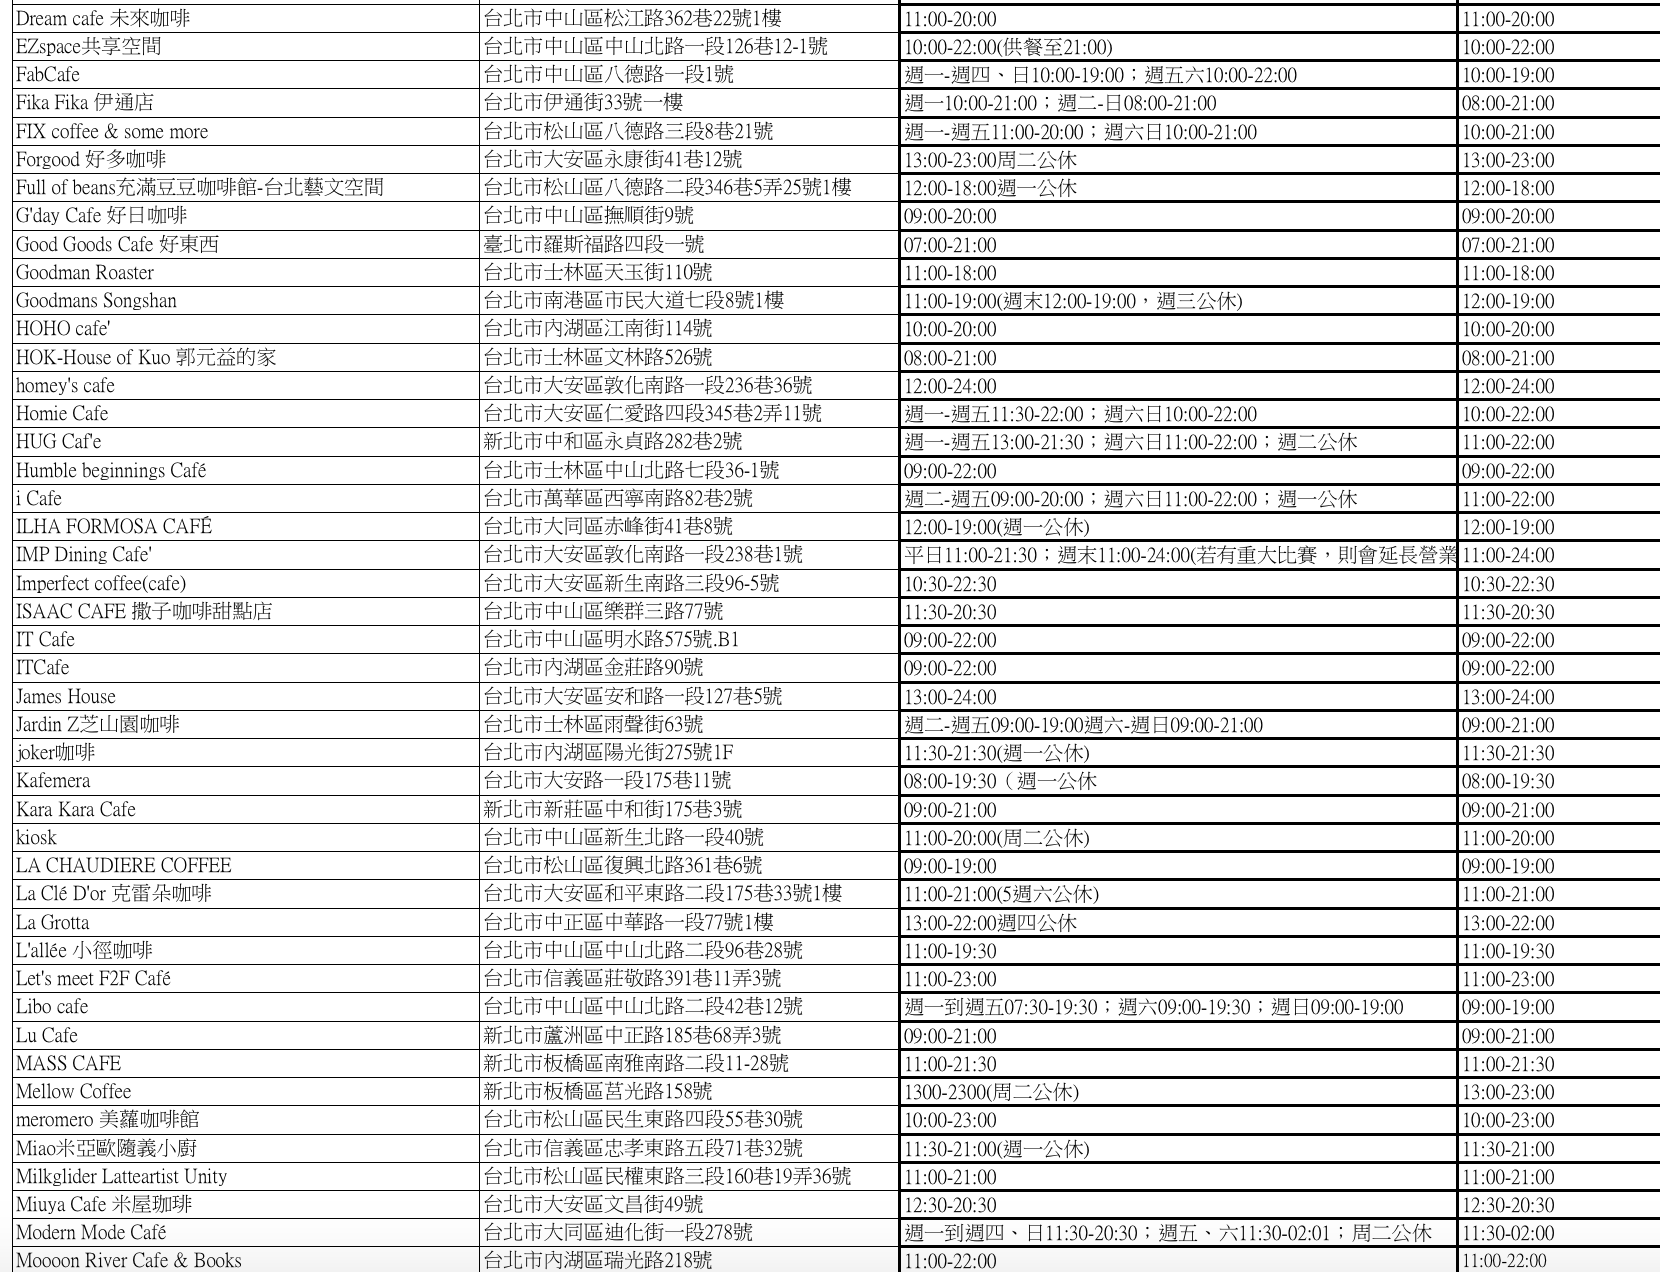 Dream cafe 未來咖啡 台北市中山區松江路362巷22號1樓 11:00-20:00 11:00-20:00
EZspace共享空間 台北市中山區中山北路一段126巷12-1號 10:00-22:00(供餐至21:00) 10:00-22:00
FabCafe 台北市中山區八德路一段1號 週一-週四、日10:00-19:00；週五六10:00-22:00 10:00-19:00
Fika Fika 伊通店 台北市伊通街33號一樓 週一10:00-21:00；週二-日08:00-21:00 08:00-21:00
FIX coffee & some more 台北市松山區八德路三段8巷21號 週一-週五11:00-20:00；週六日10:00-21:00 10:00-21:00
Forgood 好多咖啡 台北市大安區永康街41巷12號 13:00-23:00周二公休 13:00-23:00
Full of beans充滿豆豆咖啡館-台北藝文空間 台北市松山區八德路二段346巷5弄25號1樓 12:00-18:00週一公休 12:00-18:00
G'day Cafe 好日咖啡 台北市中山區撫順街9號 09:00-20:00 09:00-20:00
Good Goods Cafe 好東西 臺北市羅斯福路四段一號 07:00-21:00 07:00-21:00
Goodman Roaster 台北市士林區天玉街110號 11:00-18:00 11:00-18:00
Goodmans Songshan 台北市南港區市民大道七段8號1樓 11:00-19:00(週末12:00-19:00，週三公休) 12:00-19:00
HOHO cafe' 台北市內湖區江南街114號 10:00-20:00 10:00-20:00
HOK-House of Kuo 郭元益的家 台北市士林區文林路526號 08:00-21:00 08:00-21:00
homey's cafe 台北市大安區敦化南路一段236巷36號 12:00-24:00 12:00-24:00
Homie Cafe 台北市大安區仁愛路四段345巷2弄11號 週一-週五11:30-22:00；週六日10:00-22:00 10:00-22:00
HUG Caf'e 新北市中和區永貞路282巷2號 週一-週五13:00-21:30；週六日11:00-22:00；週二公休 11:00-22:00
Humble beginnings Café 台北市士林區中山北路七段36-1號 09:00-22:00 09:00-22:00
i Cafe 台北市萬華區西寧南路82巷2號 週二-週五09:00-20:00；週六日11:00-22:00；週一公休 11:00-22:00
ILHA FORMOSA CAFÉ 台北市大同區赤峰街41巷8號 12:00-19:00(週一公休) 12:00-19:00
IMP Dining Cafe' 台北市大安區敦化南路一段238巷1號 平日11:00-21:30；週末11:00-24:00(若有重大比賽，則會延長營業 11:00-24:00
Imperfect coffee(cafe) 台北市大安區新生南路三段96-5號 10:30-22:30 10:30-22:30
ISAAC CAFE 撒子咖啡甜點店 台北市中山區樂群三路77號 11:30-20:30 11:30-20:30
IT Cafe 台北市中山區明水路575號.B1 09:00-22:00 09:00-22:00
ITCafe 台北市內湖區金莊路90號 09:00-22:00 09:00-22:00
James House 台北市大安區安和路一段127巷5號 13:00-24:00 13:00-24:00
Jardin Z芝山園咖啡 台北市士林區雨聲街63號 週二-週五09:00-19:00週六-週日09:00-21:00 09:00-21:00
joker咖啡 台北市內湖區陽光街275號1F 11:30-21:30(週一公休) 11:30-21:30
Kafemera 台北市大安路一段175巷11號 08:00-19:30（週一公休 08:00-19:30
Kara Kara Cafe 新北市新莊區中和街175巷3號 09:00-21:00 09:00-21:00
kiosk 台北市中山區新生北路一段40號 11:00-20:00(周二公休) 11:00-20:00
LA CHAUDIERE COFFEE 台北市松山區復興北路361巷6號 09:00-19:00 09:00-19:00
La Clé D'or 克雷朵咖啡 台北市大安區和平東路二段175巷33號1樓 11:00-21:00(5週六公休) 11:00-21:00
La Grotta 台北市中正區中華路一段77號1樓 13:00-22:00週四公休 13:00-22:00
L'allée 小徑咖啡 台北市中山區中山北路二段96巷28號 11:00-19:30 11:00-19:30
Let's meet F2F Café 台北市信義區莊敬路391巷11弄3號 11:00-23:00 11:00-23:00
Libo cafe 台北市中山區中山北路二段42巷12號 週一到週五07:30-19:30；週六09:00-19:30；週日09:00-19:00 09:00-19:00
Lu Cafe 新北市蘆洲區中正路185巷68弄3號 09:00-21:00 09:00-21:00
MASS CAFE 新北市板橋區南雅南路二段11-28號 11:00-21:30 11:00-21:30
Mellow Coffee 新北市板橋區莒光路158號 1300-2300(周二公休) 13:00-23:00
meromero 美蘿咖啡館 台北市松山區民生東路四段55巷30號 10:00-23:00 10:00-23:00
Miao米亞歐隨義小廚 台北市信義區忠孝東路五段71巷32號 11:30-21:00(週一公休) 11:30-21:00
Milkglider Latteartist Unity 台北市松山區民權東路三段160巷19弄36號 11:00-21:00 11:00-21:00
Miuya Cafe 米屋珈琲 台北市大安區文昌街49號 12:30-20:30 12:30-20:30
Modern Mode Café 台北市大同區迪化街一段278號 週一到週四、日11:30-20:30；週五、六11:30-02:01；周二公休 11:30-02:00
Moooon River Cafe & Books 台北市內湖區瑞光路218號 11:00-22:00 11:00-22:00